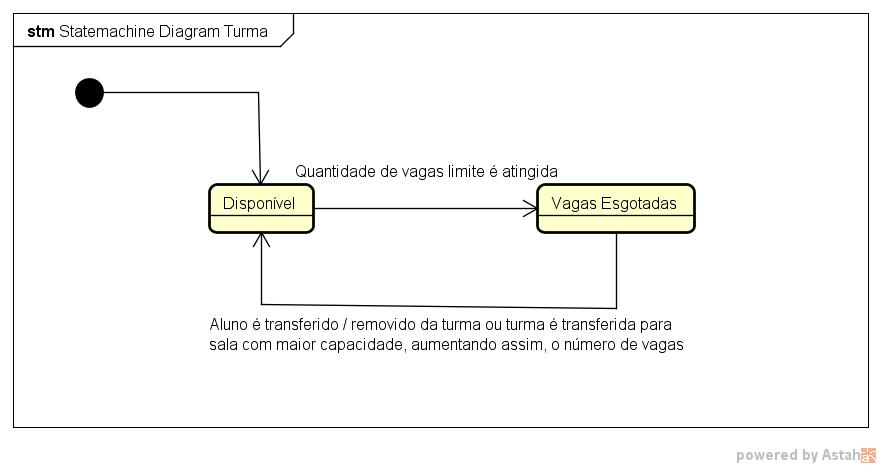 stm Statemachine Diagram Turma
Quantidade de vagas limite é atingida
Disponível
Vagas Esgotadas
Aluno é transferido / removido da turma ou turma é transferida para
sala com maior capacidade, aumentando assim, o número de vagas
powered by Astah